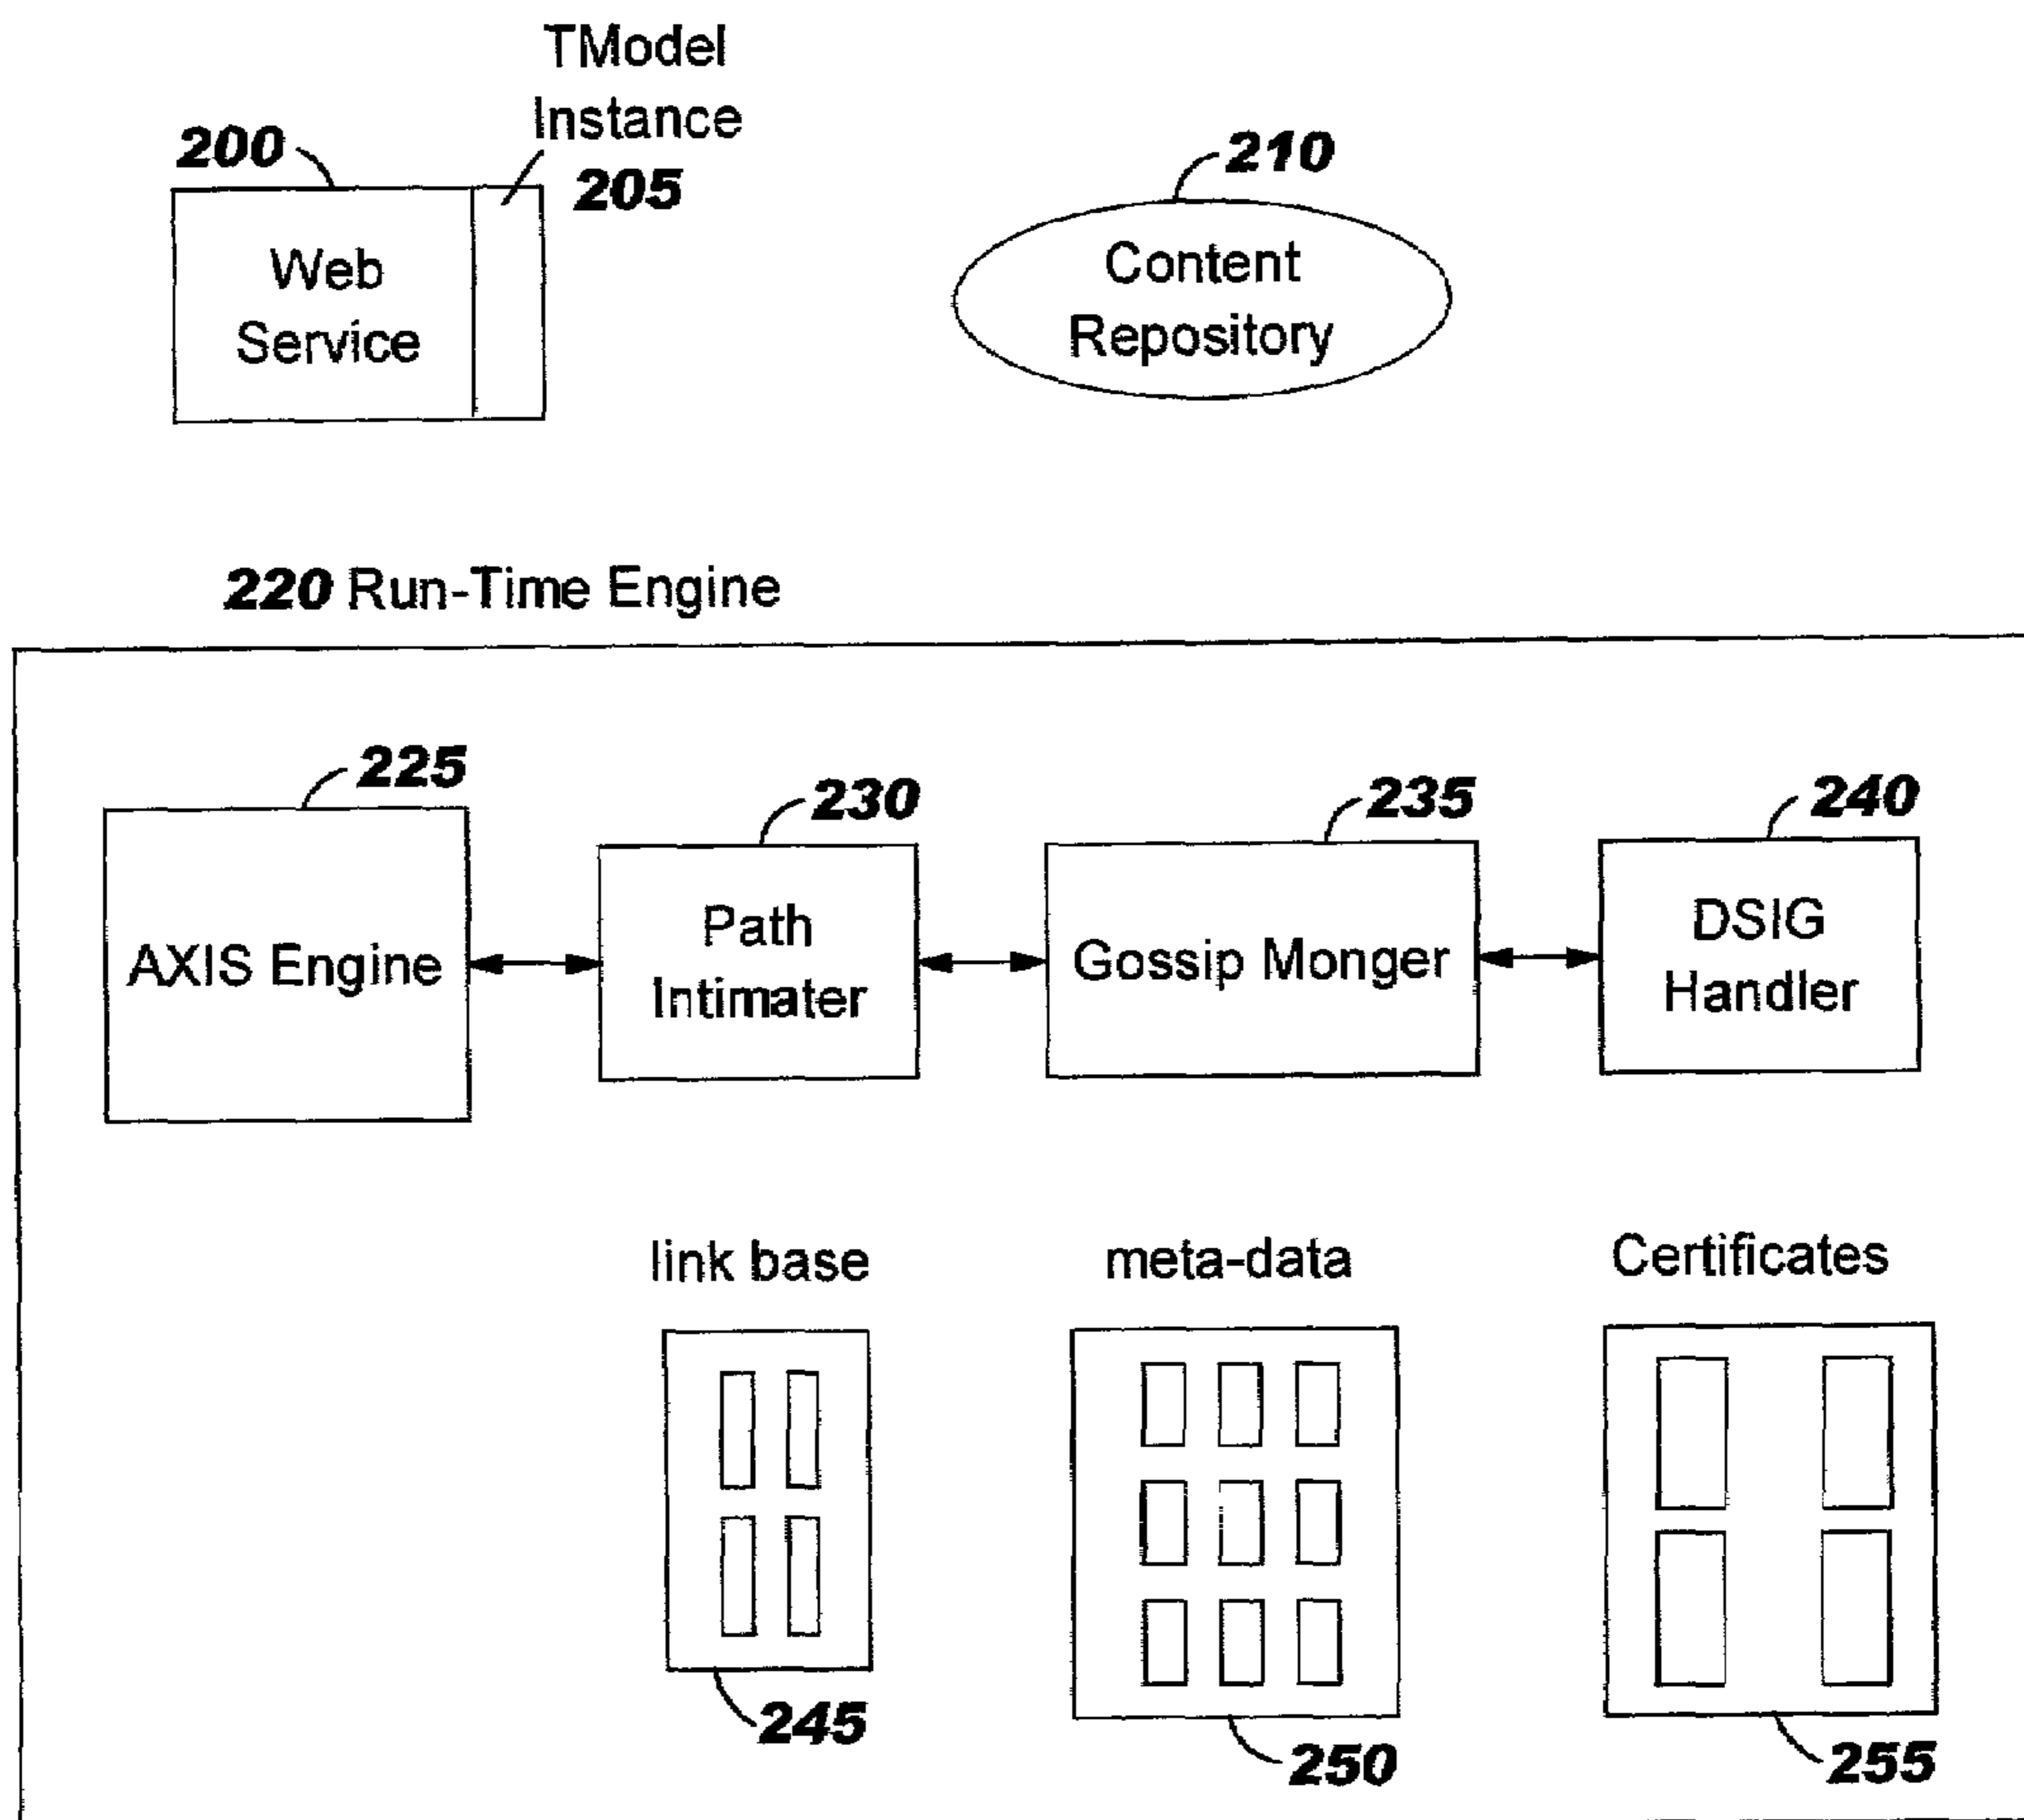 TModel
Instance
200
205
210
Web
Service
Content
Repository
220 Run-Time Engine
225
230
235
240
AXIS Engine
Path
Intimater
Gossip Monger
DSIG
Handler
link base
meta-data
Certificates
245
250
255